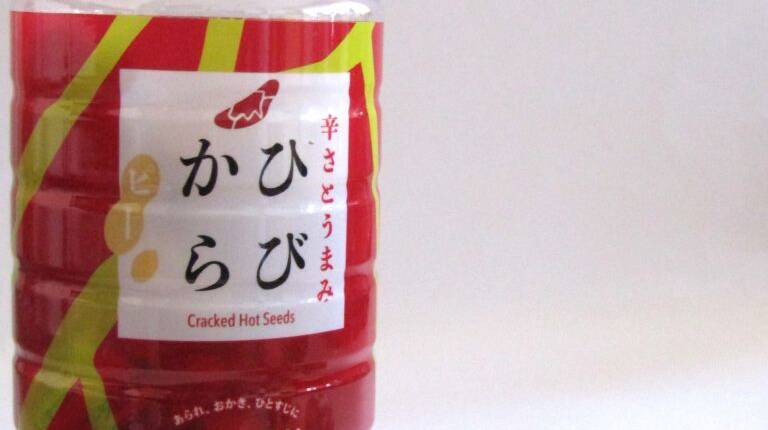 辛さとうまみ
ひび
から
ピー
Cracked Hot Seeds
あられ、おかき、ひとすじに